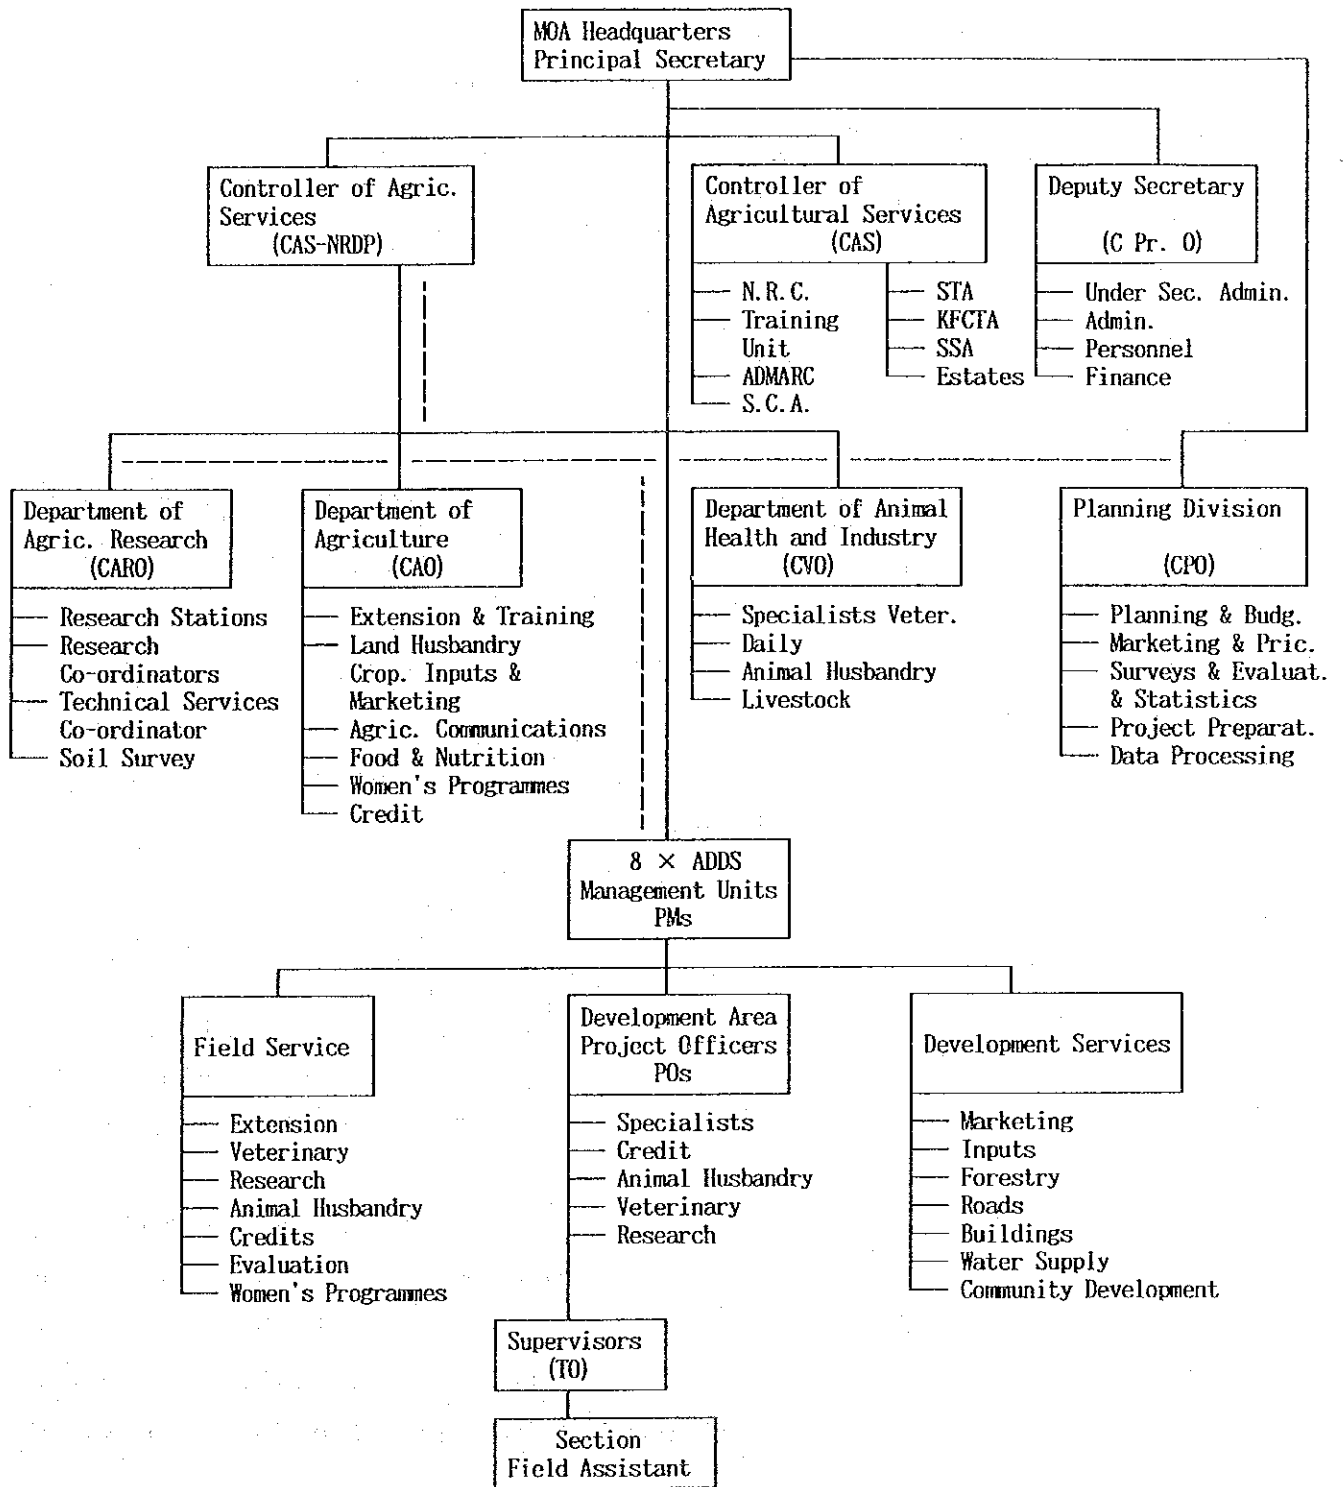 MOA Headquarters
Principal Secretary
Controller of Agric.
Services
(CAS-NRDP)
Controller of
Agricultural Services
(CAS)
N.R.C.
Training
Unit
ADMARC
S.C.A.
STA
KFCTA
SSA
Estates
Deputy Secretary
(C Pr. O)
Under Sec. Admin.
Admin.
Personnel
Finance
Department of
Agric. Research
(CARO)
Research Stations
Research
Co-ordinators
Technical Services
Co-ordinator
Soil Survey
Department of
Agriculture
(CAO)
Extension & Training
Land Husbandry
Crop. Inputs &
Marketing
Agric. Communications
Food & Nutrition
Women's Programmes
Credit
Department of Animal
Health and Industry
(CVO)
Specialists Veter.
Daily
Animal Husbandry
Livestock
Planning Division
(CPO)
Planning & Budg.
Marketing & Pric.
Surveys & Evaluat.
& Statistics
Project Preparat.
Data Processing
8 × ADDS
Management Units
PMs
Field Service
Extension
Veterinary
Research
Animal Husbandry
Credits
Evaluation
Women's Programmes
Development Area
Project Officers
POs
Specialists
Credit
Animal Husbandry
Veterinary
Research
Development Services
Marketing
Inputs
Forestry
Roads
Buildings
Water Supply
Community Development
Supervisors
(TO)
Section
Field Assistant